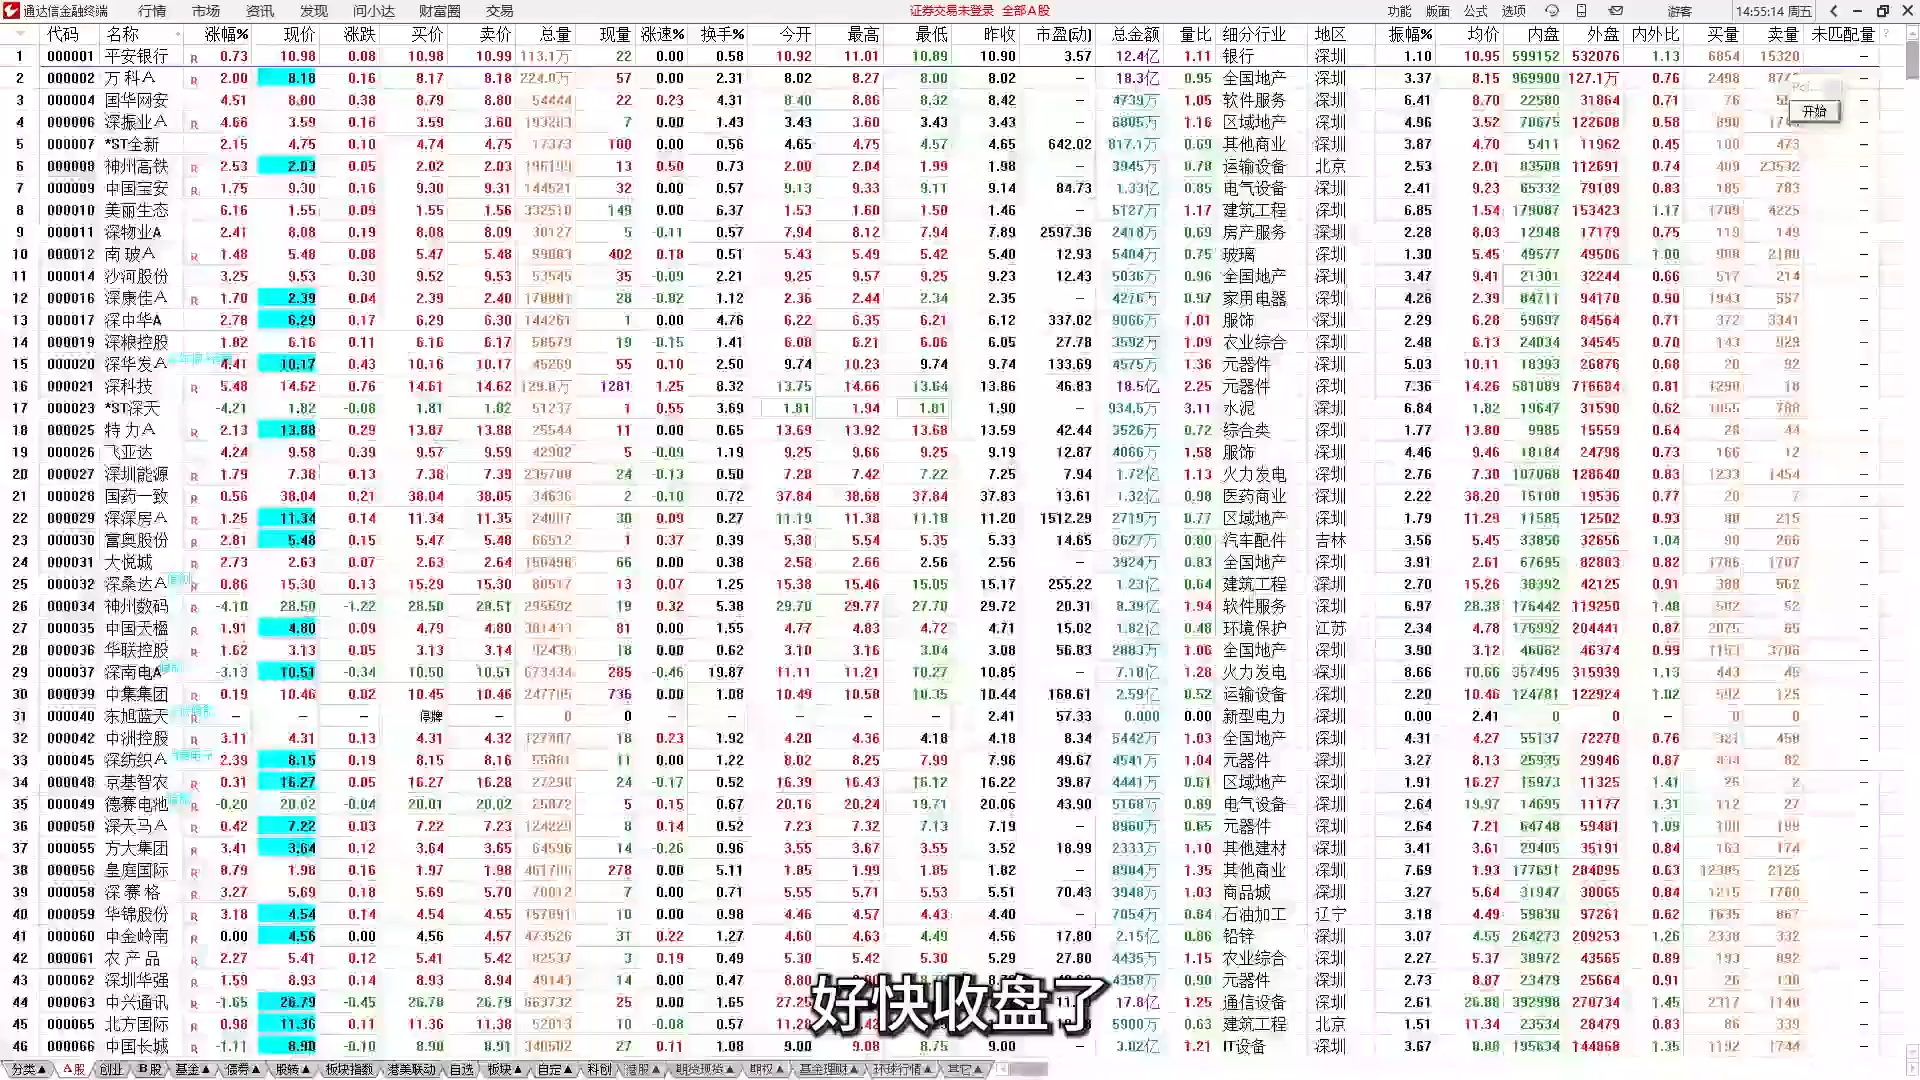 通达信金融终端 行情 市场 资讯 发现 问小达 财富圈 交易 证券交易未登录 全部A股 功能 版面 公式 选项 游客 14:55:14 周五
代码 名称 涨幅% 现价 涨跌 买价 卖价 总量 现量 涨速% 换手% 今开 最高 最低 昨收 市盈(动) 总金额 量比 细分行业 地区 振幅% 均价 内盘 外盘 内外比 买量 卖量 未匹配量
1 000001 平安银行 R 0.73 10.98 0.08 10.98 10.99 113.1万 22 0.00 0.58 10.92 11.01 10.89 10.90 3.57 12.4亿 1.11 银行 深圳 1.10 10.95 599152 532076 1.13 6854 15320 –
2 000002 万科A R 2.00 8.18 0.16 8.17 8.18 224.0万 57 0.00 2.31 8.02 8.27 8.00 8.02 – 18.3亿 0.95 全国地产 深圳 3.37 8.15 969900 127.1万 0.76 2498
开始
3 000004 国华网安 4.51 8.80 0.38 8.79 8.80 54444 22 0.23 4.31 8.40 8.86 8.32 8.42 – 4739万 1.05 软件服务 深圳 6.41 8.70 22580 31864 0.71 76
4 000006 深振业A R 4.66 3.59 0.16 3.59 3.60 7 0.00 1.43 3.43 3.60 3.43 3.43 – 6805万 1.16 区域地产 深圳 4.96 3.52 70675 122608 0.58 890
5 000007 *ST全新 2.15 4.75 0.10 4.74 4.75 17373 100 0.00 0.56 4.65 4.75 4.57 4.65 642.02 817.1万 0.69 其他商业 深圳 3.87 4.70 5411 11962 0.45 100 473 –
6 000008 神州高铁 R 2.53 2.03 0.05 2.02 2.03 196199 13 0.50 0.73 2.00 2.04 1.99 1.98 – 3945万 0.78 运输设备 北京 2.53 2.01 83508 112691 0.74 409 23532 –
7 000009 中国宝安 R 1.75 9.30 0.16 9.30 9.31 144521 32 0.00 0.57 9.13 9.33 9.11 9.14 84.73 1.33亿 0.85 电气设备 深圳 2.41 9.23 65332 79189 0.83 185 783 –
8 000010 美丽生态 6.16 1.55 0.09 1.55 1.56 332510 149 0.00 6.37 1.53 1.60 1.50 1.46 – 5127万 1.17 建筑工程 深圳 6.85 1.54 179087 153423 1.17 1709 4225 –
9 000011 深物业A 2.41 8.08 0.19 8.08 8.09 30127 5 -0.11 0.57 7.94 8.12 7.94 7.89 2597.36 2418万 0.69 房产服务 深圳 2.28 8.03 12948 17179 0.75 119 149 –
10 000012 南玻A R 1.48 5.48 0.08 5.47 5.48 99083 402 0.18 0.51 5.43 5.49 5.42 5.40 12.93 5404万 0.75 玻璃 深圳 1.30 5.45 49577 49506 1.00 908 2180 –
11 000014 沙河股份 3.25 9.53 0.30 9.52 9.53 53545 35 -0.09 2.21 9.25 9.57 9.25 9.23 12.43 5036万 0.96 全国地产 深圳 3.47 9.41 21301 32244 0.66 517 214 –
12 000016 深康佳A R 1.70 2.39 0.04 2.39 2.40 178881 28 -0.82 1.12 2.36 2.44 2.34 2.35 – 4276万 0.97 家用电器 深圳 4.26 2.39 84711 94170 0.90 1943 557 –
13 000017 深中华A 2.78 6.29 0.17 6.29 6.30 144261 1 0.00 4.76 6.22 6.35 6.21 6.12 337.02 9066万 1.01 服饰 深圳 2.29 6.28 59697 84564 0.71 372 3341 –
14 000019 深粮控股 1.82 6.16 0.11 6.16 6.17 58579 19 -0.15 1.41 6.08 6.21 6.06 6.05 27.78 3592万 1.09 农业综合 深圳 2.48 6.13 24034 34545 0.70 143 929 –
15 000020 深华发A 4.41 10.17 0.43 10.16 10.17 45269 55 0.10 2.50 9.74 10.23 9.74 9.74 133.69 4575万 1.36 元器件 深圳 5.03 10.11 18393 26876 0.68 20 92 –
16 000021 深科技 R 5.48 14.62 0.76 14.61 14.62 129.8万 1281 1.25 8.32 13.75 14.66 13.64 13.86 46.83 18.5亿 2.25 元器件 深圳 7.36 14.26 581089 716684 0.81 1290 18 –
17 000023 *ST深天 -4.21 1.82 -0.08 1.81 1.82 51237 1 0.55 3.69 1.81 1.94 1.81 1.90 – 934.5万 3.11 水泥 深圳 6.84 1.82 19647 31590 0.62 1055 788 –
18 000025 特力A R 2.13 13.88 0.29 13.87 13.88 25544 11 0.00 0.65 13.69 13.92 13.68 13.59 42.44 3526万 0.72 综合类 深圳 1.77 13.80 9985 15559 0.64 28 44 –
19 000026 飞亚达 4.24 9.58 0.39 9.57 9.59 42982 5 -0.09 1.19 9.25 9.66 9.25 9.19 12.87 4066万 1.58 服饰 深圳 4.46 9.46 18184 24798 0.73 166 12 –
20 000027 深圳能源 R 1.79 7.38 0.13 7.38 7.39 235708 24 -0.13 0.50 7.28 7.42 7.22 7.25 7.94 1.72亿 1.13 火力发电 深圳 2.76 7.30 107068 128640 0.83 1233 1454 –
21 000028 国药一致 R 0.56 38.04 0.21 38.04 38.05 34636 2 -0.10 0.72 37.84 38.68 37.84 37.83 13.61 1.32亿 0.98 医药商业 深圳 2.22 38.20 15100 19536 0.77 20 7 –
22 000029 深深房A R 1.25 11.34 0.14 11.34 11.35 24087 30 0.09 0.27 11.19 11.38 11.18 11.20 1512.29 2719万 0.77 区域地产 深圳 1.79 11.29 11585 12502 0.93 80 215 –
23 000030 富奥股份 R 2.81 5.48 0.15 5.47 5.48 66512 1 0.37 0.39 5.38 5.54 5.35 5.33 14.65 3627万 0.80 汽车配件 吉林 3.56 5.45 33856 32656 1.04 90 266 –
24 000031 大悦城 2.73 2.63 0.07 2.63 2.64 150498 66 0.00 0.38 2.58 2.66 2.56 2.56 – 3924万 0.83 全国地产 深圳 3.91 2.61 67695 82803 0.82 1786 1707 –
25 000032 深桑达A R 0.86 15.30 0.13 15.29 15.30 80517 13 0.07 1.25 15.38 15.46 15.05 15.17 255.22 1.23亿 0.64 建筑工程 深圳 2.70 15.26 38392 42125 0.91 388 562 –
26 000034 神州数码 R -4.10 28.50 -1.22 28.50 28.51 295692 19 0.32 5.38 29.70 29.77 27.70 29.72 20.31 8.39亿 1.94 软件服务 深圳 6.97 28.38 176442 119250 1.48 502 52 –
27 000035 中国天楹 R 1.91 4.80 0.09 4.79 4.80 381433 81 0.00 1.55 4.77 4.83 4.72 4.71 15.02 1.82亿 0.48 环境保护 江苏 2.34 4.78 176992 204441 0.87 2075 65 –
28 000036 华联控股 R 1.62 3.13 0.05 3.13 3.14 92436 18 0.00 0.62 3.10 3.16 3.04 3.08 56.83 2883万 1.06 全国地产 深圳 3.90 3.12 46062 46374 0.99 1153 3706 –
29 000037 深南电A R -3.13 10.51 -0.34 10.50 10.51 673434 285 -0.46 19.87 11.11 11.21 10.27 10.85 – 7.18亿 1.28 火力发电 深圳 8.66 10.66 357495 315939 1.13 443 45 –
30 000039 中集集团 R 0.19 10.46 0.02 10.45 10.46 247705 736 0.00 1.08 10.49 10.58 10.35 10.44 168.61 2.59亿 0.52 运输设备 深圳 2.20 10.46 124781 122924 1.02 592 125 –
31 000040 东旭蓝天 R – – – 停牌 – 0 0 – – – – – 2.41 57.33 0.000 0.00 新型电力 深圳 0.00 2.41 0 0 – 0 0 –
32 000042 中洲控股 R 3.11 4.31 0.13 4.31 4.32 127407 18 0.23 1.92 4.20 4.36 4.18 4.18 8.34 5442万 1.03 全国地产 深圳 4.31 4.27 55137 72270 0.76 321 458 –
33 000045 深纺织A R 2.39 8.15 0.19 8.15 8.16 55881 11 0.00 1.22 8.02 8.25 7.99 7.96 49.67 4541万 1.04 元器件 深圳 3.27 8.13 25935 29946 0.87 82 –
34 000048 京基智农 R 0.31 16.27 0.05 16.27 16.28 27298 24 -0.17 0.52 16.39 16.43 16.12 16.22 39.87 4441万 0.61 区域地产 深圳 1.91 16.27 15973 11325 1.41 26 2 –
35 000049 德赛电池 R -0.20 20.02 -0.04 20.01 20.02 25872 5 0.15 0.67 20.16 20.24 19.71 20.06 43.90 5168万 0.89 电气设备 深圳 2.64 19.97 14695 11177 1.31 112 27 –
36 000050 深天马A R 0.42 7.22 0.03 7.22 7.23 124229 8 0.14 0.52 7.23 7.32 7.13 7.19 – 8960万 0.65 元器件 深圳 2.64 7.21 64748 59481 1.09 100 199 –
37 000055 方大集团 R 3.41 3.64 0.12 3.64 3.65 64596 14 -0.26 0.96 3.55 3.67 3.55 3.52 18.99 2333万 1.10 其他建材 深圳 3.41 3.61 29405 35191 0.84 163 174 –
38 000056 皇庭国际 R 8.79 1.98 0.16 1.97 1.98 461786 278 0.00 5.11 1.85 1.99 1.85 1.82 – 8904万 1.35 其他商业 深圳 7.69 1.93 177691 284095 0.63 12385 2126 –
39 000058 深赛格 R 3.27 5.69 0.18 5.69 5.70 70012 7 0.00 0.71 5.55 5.71 5.53 5.51 70.43 3948万 1.03 商品城 深圳 3.27 5.64 31947 38065 0.84 1215 1760 –
40 000059 华锦股份 R 3.18 4.54 0.14 4.54 4.55 157091 10 0.00 0.98 4.46 4.57 4.43 4.40 – 7054万 0.84 石油加工 辽宁 3.18 4.49 59830 97261 0.62 1635 867 –
41 000060 中金岭南 R 0.00 4.56 0.00 4.56 4.57 473526 31 0.22 1.27 4.60 4.63 4.49 4.56 17.80 2.15亿 0.86 铅锌 深圳 3.07 4.55 264273 209253 1.26 2338 332 –
42 000061 农产品 R 2.27 5.41 0.12 5.41 5.42 82537 3 0.19 0.49 5.30 5.42 5.30 5.29 27.80 4435万 1.15 农业综合 深圳 2.27 5.37 38972 43565 0.89 193 892 –
43 000062 深圳华强 R 1.59 8.93 0.14 8.93 8.94 49143 14 0.00 0.47 8.80 4358万 0.90 元器件 深圳 2.73 8.87 23479 25664 0.91 26 130 –
44 000063 中兴通讯 R -1.65 26.79 -0.45 26.78 26.79 663732 25 0.00 1.65 27.25 17.8亿 1.25 通信设备 深圳 2.61 26.88 392998 270734 1.45 2317 1140 –
好快收盘了
45 000065 北方国际 R 0.98 11.36 0.11 11.36 11.38 52013 10 -0.08 0.57 11.28 5900万 0.63 建筑工程 北京 1.51 11.34 23534 28479 0.83 86 339 –
46 000066 中国长城 R -1.11 8.90 -0.10 8.90 8.91 340502 27 0.11 1.08 9.00 9.08 8.75 9.00 – 3.02亿 1.21 IT设备 深圳 3.67 8.88 195634 144868 1.35 1192 1744 –
分类▲ A股 创业 B股 基金▲ 债券▲ 股转▲ 板块指数 港美联动 自选 板块▲ 自定▲ 科创 港股▲ 期货现货▲ 期权▲ 基金理财▲ 环球行情▲ 其它▲